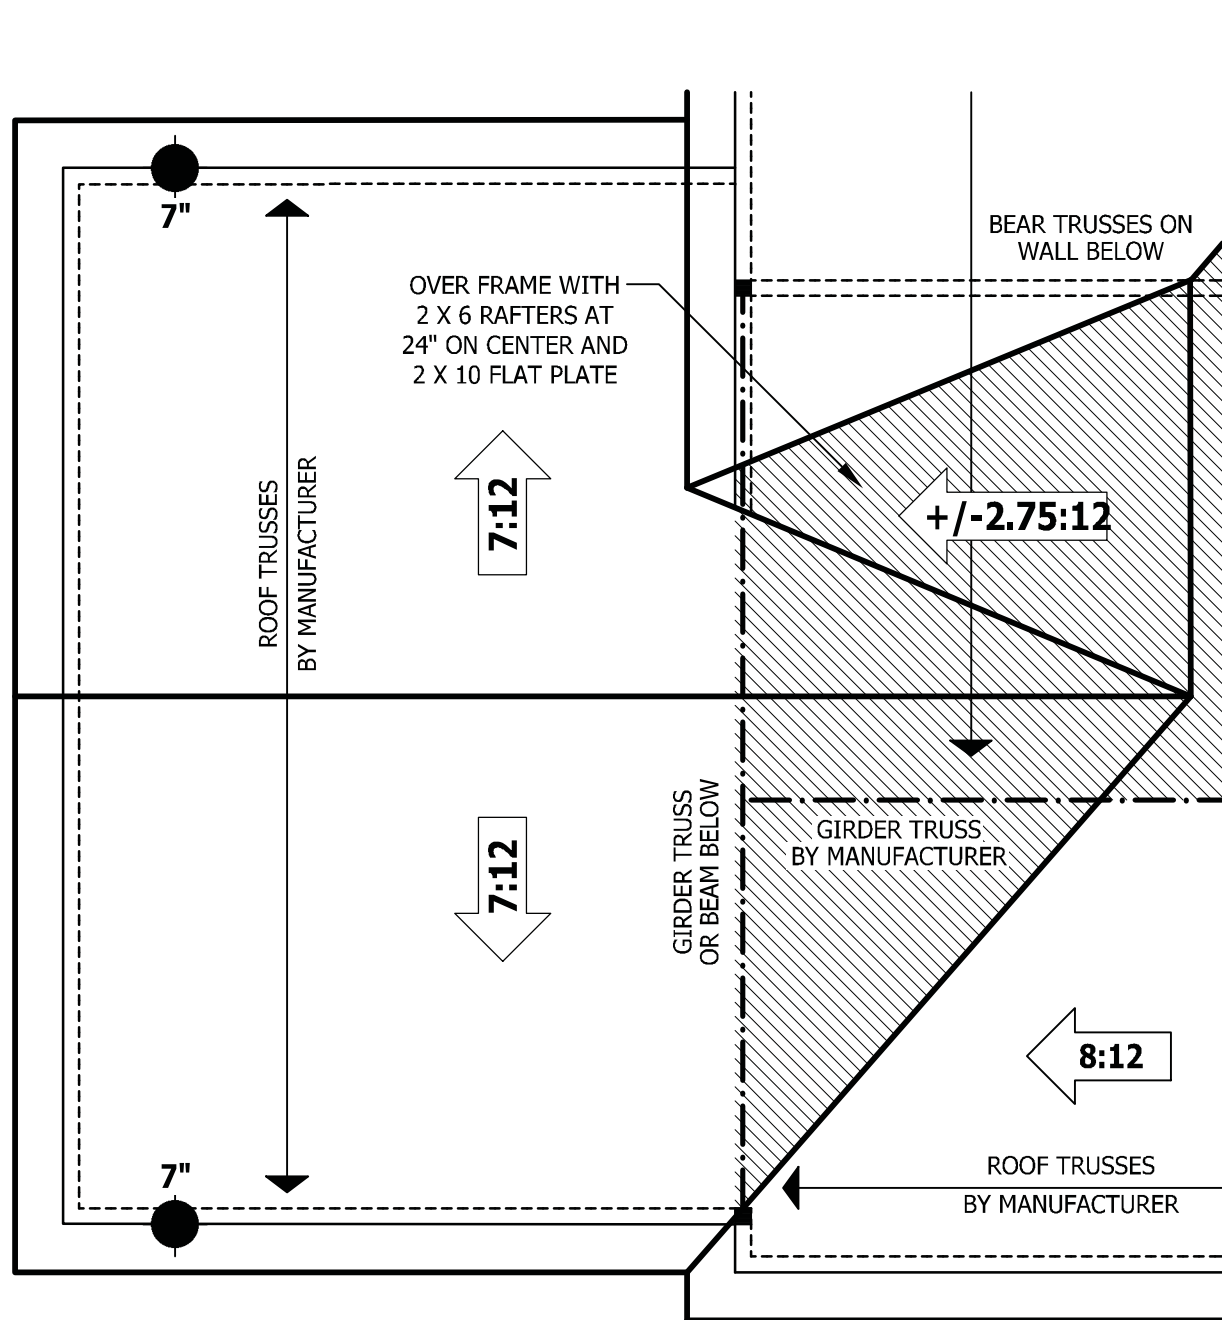 7"
BEAR TRUSSES ON
WALL BELOW
OVER FRAME WITH
2 X 6 RAFTERS AT
24" ON CENTER AND
2 X 10 FLAT PLATE
ROOF TRUSSES
BY MANUFACTURER
7:12
+/-2.75:12
7:12
GIRDER TRUSS
OR BEAM BELOW
GIRDER TRUSS
BY MANUFACTURER
8:12
7"
ROOF TRUSSES
BY MANUFACTURER